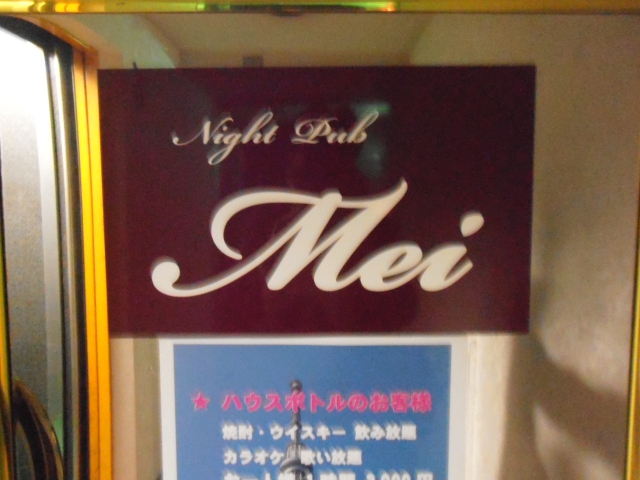 Night Pub
Mei
★ ハウスボトルのお客様
焼酎・ウイスキー 飲み放題
カラオケ 歌い放題